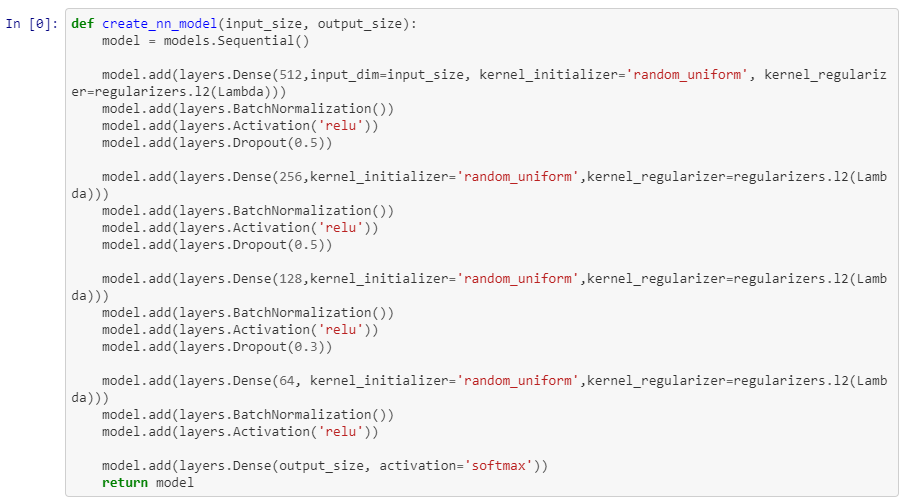 In [0]: def create_nn_model(input_size, output_size):
    model = models.Sequential()

    model.add(layers.Dense(512,input_dim=input_size, kernel_initializer='random_uniform', kernel_regulariz
er=regularizers.l2(Lambda)))
    model.add(layers.BatchNormalization())
    model.add(layers.Activation('relu'))
    model.add(layers.Dropout(0.5))

    model.add(layers.Dense(256,kernel_initializer='random_uniform',kernel_regularizer=regularizers.l2(Lamb
da)))
    model.add(layers.BatchNormalization())
    model.add(layers.Activation('relu'))
    model.add(layers.Dropout(0.5))

    model.add(layers.Dense(128,kernel_initializer='random_uniform',kernel_regularizer=regularizers.l2(Lamb
da)))
    model.add(layers.BatchNormalization())
    model.add(layers.Activation('relu'))
    model.add(layers.Dropout(0.3))

    model.add(layers.Dense(64, kernel_initializer='random_uniform',kernel_regularizer=regularizers.l2(Lamb
da)))
    model.add(layers.BatchNormalization())
    model.add(layers.Activation('relu'))

    model.add(layers.Dense(output_size, activation='softmax'))
    return model